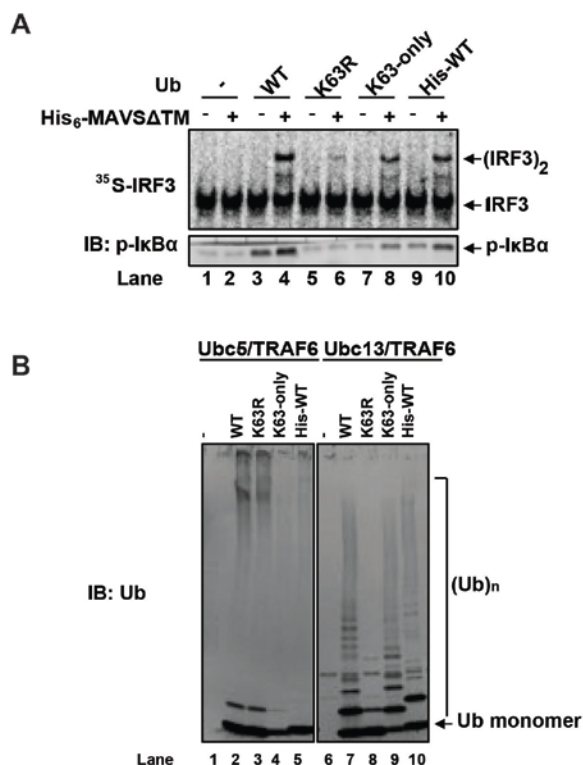 A
Ub - WT K63R K63-only His-WT
His₆-MAVSΔTM - + - + - + - + - +
³⁵S-IRF3
(IRF3)₂
IRF3
IB: p-IκBα
p-IκBα
Lane 1 2 3 4 5 6 7 8 9 10
B
Ubc5/TRAF6 Ubc13/TRAF6
- WT K63R K63-only His-WT - WT K63R K63-only His-WT
IB: Ub
(Ub)n
Ub monomer
Lane 1 2 3 4 5 6 7 8 9 10